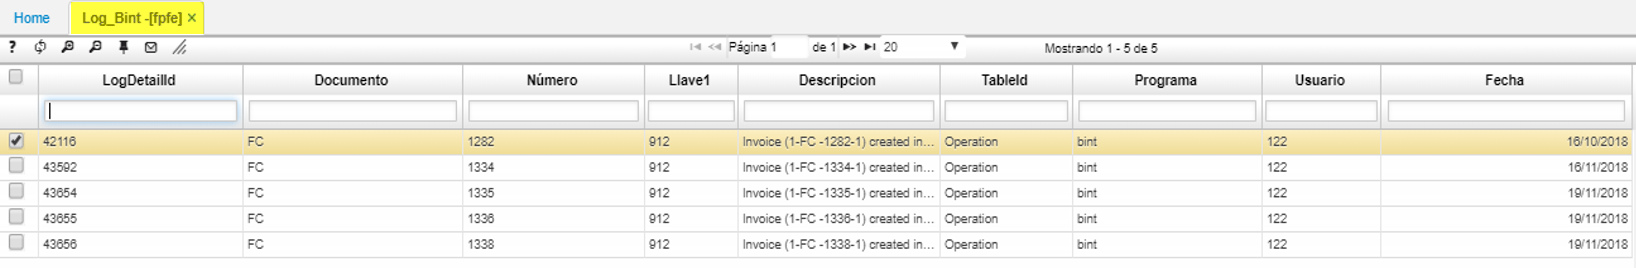 Home Log_Bint -[fpfe] ×
? Página 1 de 1 20 Mostrando 1 - 5 de 5
LogDetailId Documento Número Llave1 Descripcion TableId Programa Usuario Fecha
42116 FC 1282 912 Invoice (1-FC -1282-1) created in... Operation bint 122 16/10/2018
43592 FC 1334 912 Invoice (1-FC -1334-1) created in... Operation bint 122 16/11/2018
43654 FC 1335 912 Invoice (1-FC -1335-1) created in... Operation bint 122 19/11/2018
43655 FC 1336 912 Invoice (1-FC -1336-1) created in... Operation bint 122 19/11/2018
43656 FC 1338 912 Invoice (1-FC -1338-1) created in... Operation bint 122 19/11/2018